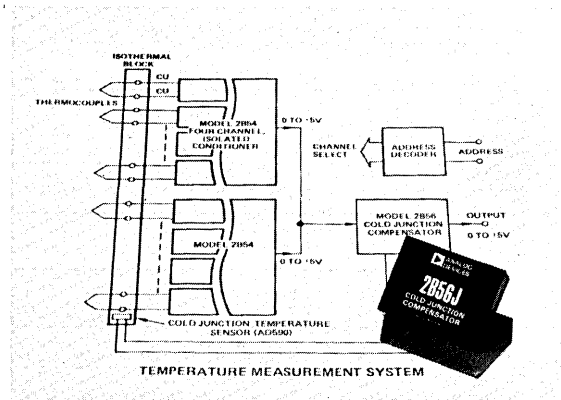 ISOTHERMAL
BLOCK
CU
CU
THERMOCOUPLES
MODEL 2B54
FOUR CHANNEL,
ISOLATED
CONDITIONER
0 TO +5V
CHANNEL
SELECT
ADDRESS
DECODER
ADDRESS
MODEL 2B54
0 TO +5V
MODEL 2B56
COLD JUNCTION
COMPENSATOR
OUTPUT
0 TO +5V
ANALOG
DEVICES
2B56J
COLD JUNCTION
COMPENSATOR
COLD JUNCTION TEMPERATURE
SENSOR (AD590)
TEMPERATURE MEASUREMENT SYSTEM